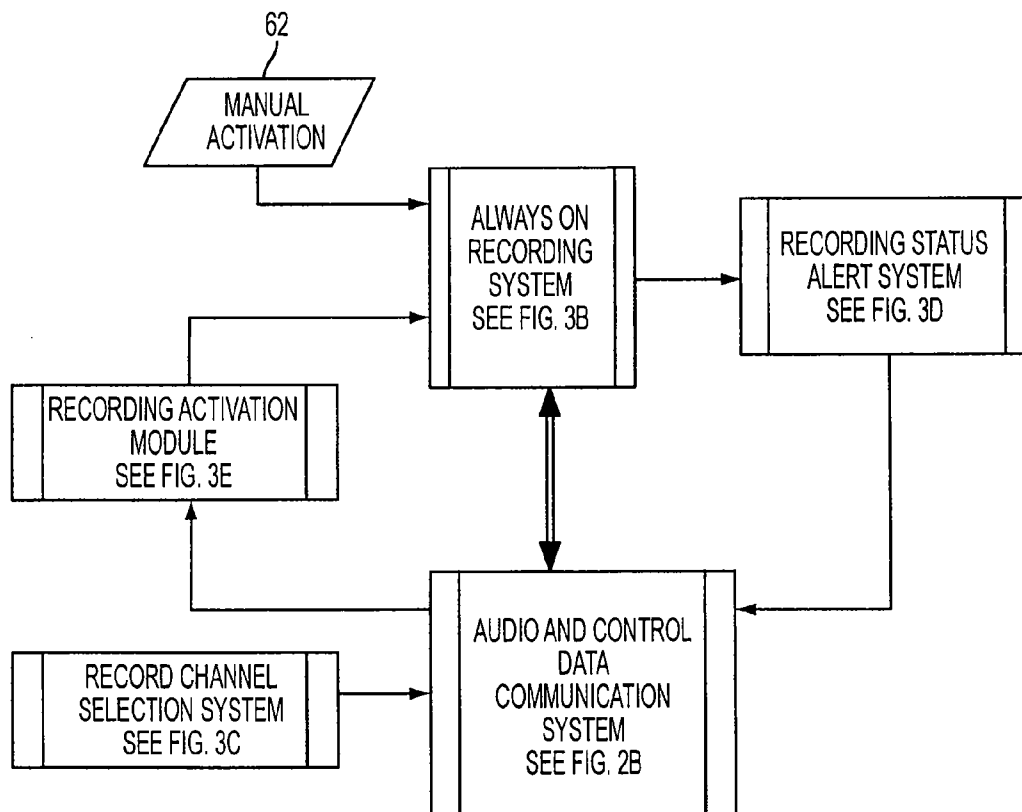 62
MANUAL
ACTIVATION
ALWAYS ON
RECORDING
SYSTEM
SEE FIG. 3B
RECORDING STATUS
ALERT SYSTEM
SEE FIG. 3D
RECORDING ACTIVATION
MODULE
SEE FIG. 3E
RECORD CHANNEL
SELECTION SYSTEM
SEE FIG. 3C
AUDIO AND CONTROL
DATA
COMMUNICATION
SYSTEM
SEE FIG. 2B